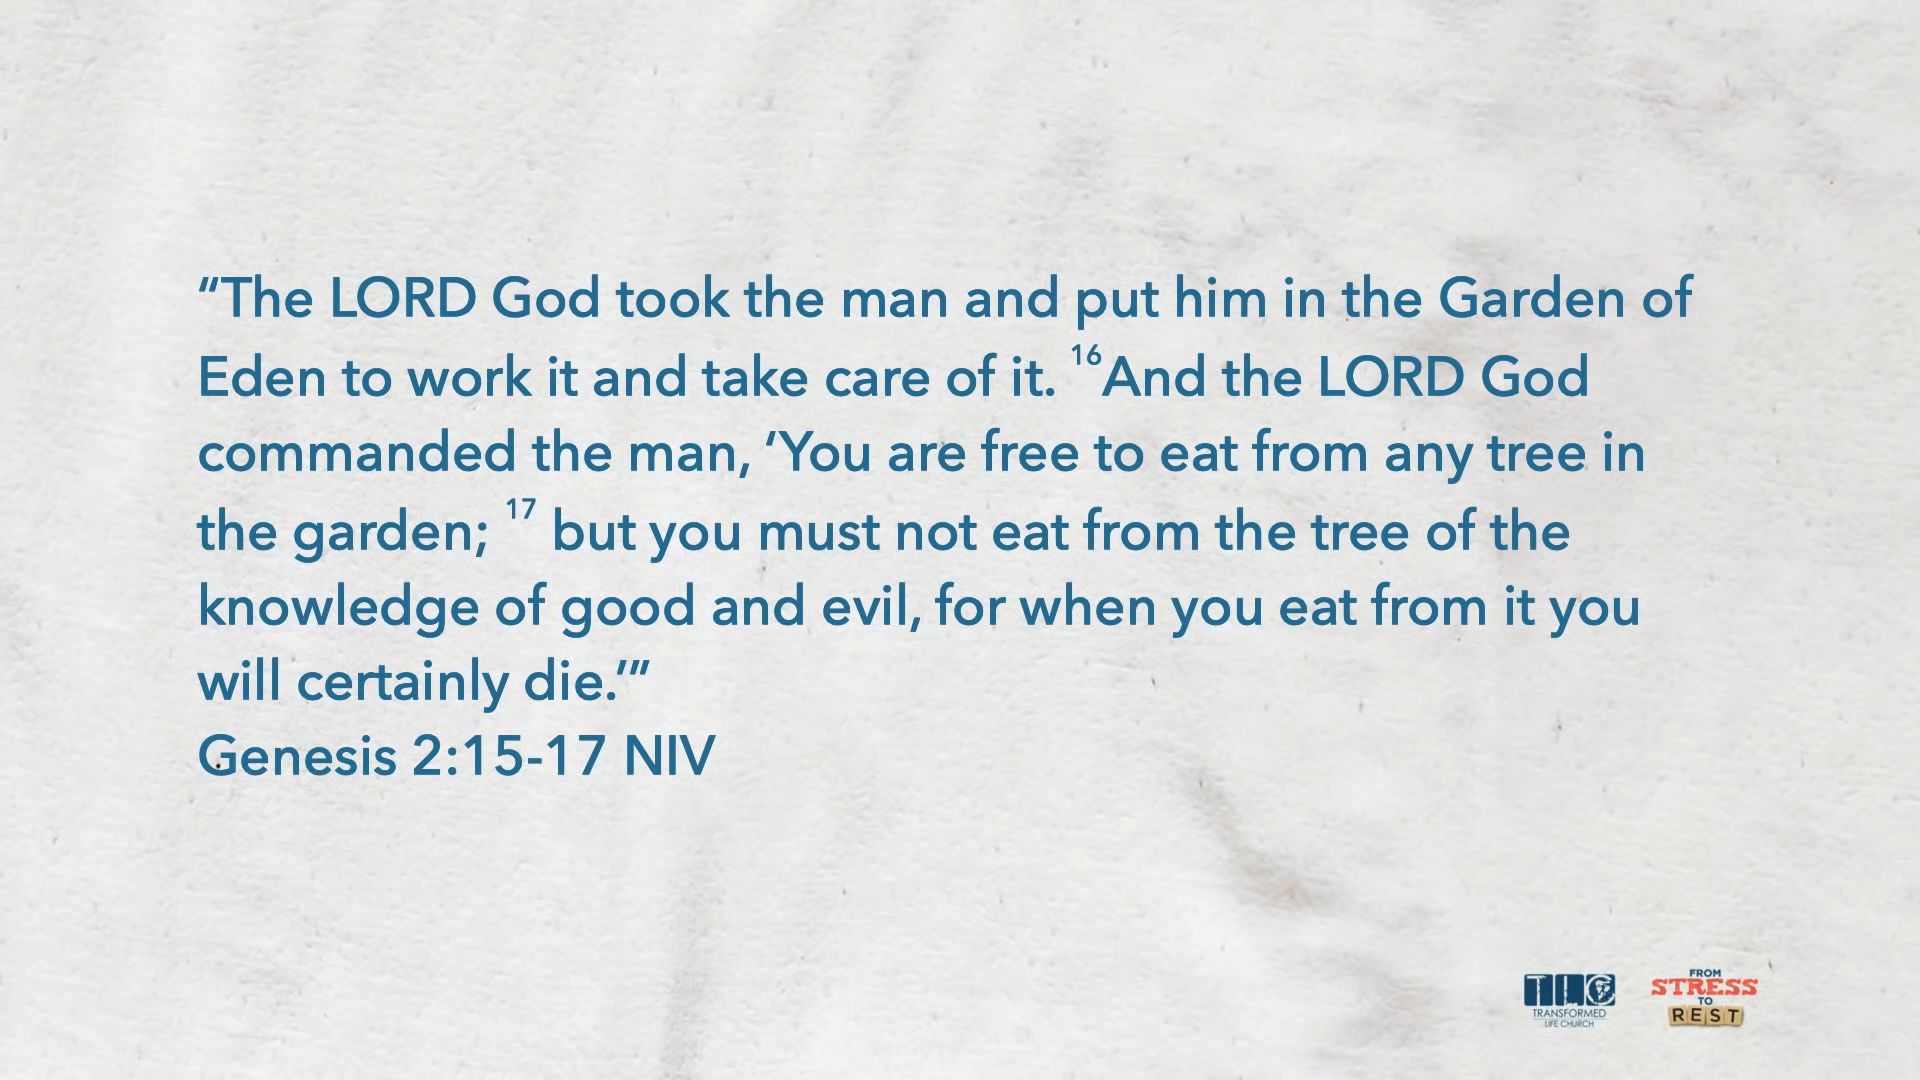 “The LORD God took the man and put him in the Garden of
Eden to work it and take care of it. 16And the LORD God
commanded the man, ‘You are free to eat from any tree in
the garden; 17 but you must not eat from the tree of the
knowledge of good and evil, for when you eat from it you
will certainly die.’”
Genesis 2:15-17 NIV
TLC
TRANSFORMED
LIFE CHURCH
FROM
STRESS
TO
REST